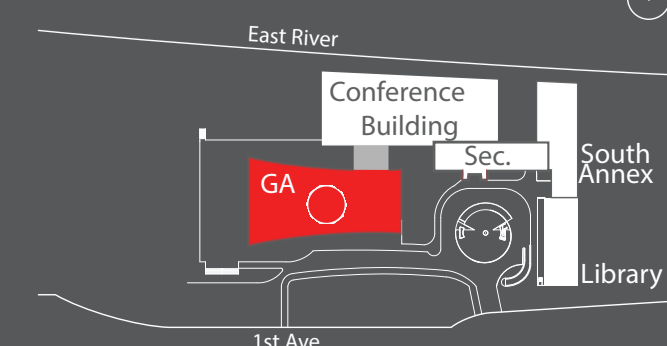 East River
Conference
Building
Sec.
South
Annex
GA
Library
1st Ave